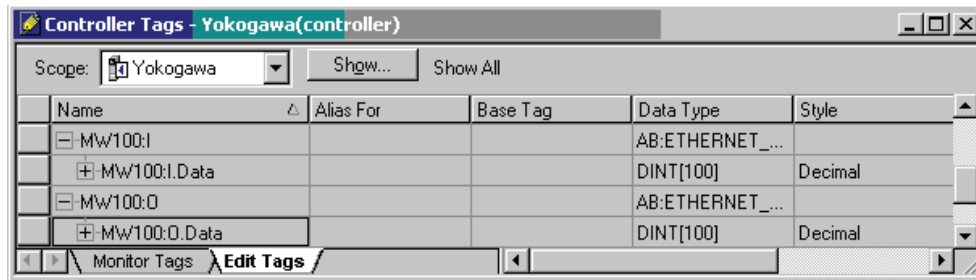 Controller Tags - Yokogawa(controller)
Scope: Yokogawa Show... Show All
Name Alias For Base Tag Data Type Style
MW100:I AB:ETHERNET_...
MW100:I.Data DINT[100] Decimal
MW100:O AB:ETHERNET_...
MW100:O.Data DINT[100] Decimal
Monitor Tags Edit Tags